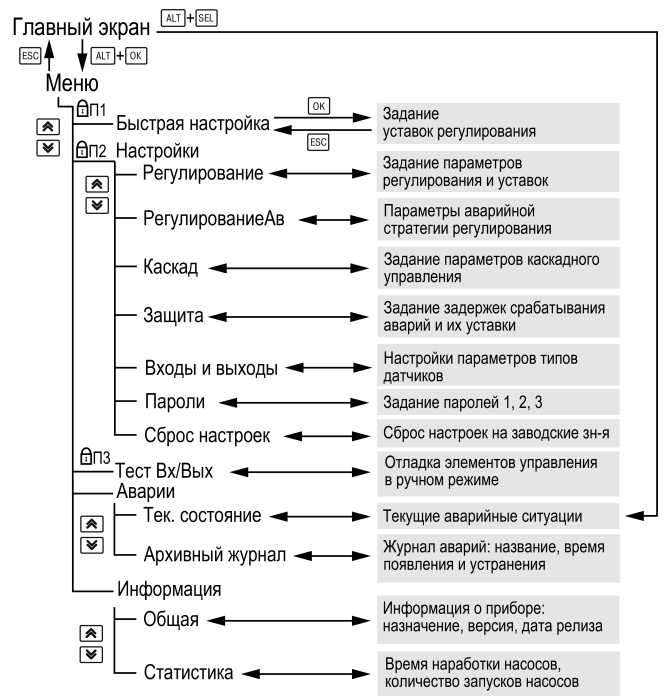 Главный экран
ALT+SEL
ESC
ALT+OK
Меню
П1
Быстрая настройка
OK
ESC
Задание
уставок регулирования
П2
Настройки
Регулирование
Задание параметров
регулирования и уставок
РегулированиеАв
Параметры аварийной
стратегии регулирования
Каскад
Задание параметров каскадного
управления
Защита
Задание задержек срабатывания
аварий и их уставки
Входы и выходы
Настройки параметров типов
датчиков
Пароли
Задание паролей 1, 2, 3
Сброс настроек
Сброс настроек на заводские зн-я
П3
Тест Вх/Вых
Отладка элементов управления
в ручном режиме
Аварии
Тек. состояние
Текущие аварийные ситуации
Архивный журнал
Журнал аварий: название, время
появления и устранения
Информация
Общая
Информация о приборе:
назначение, версия, дата релиза
Статистика
Время наработки насосов,
количество запусков насосов